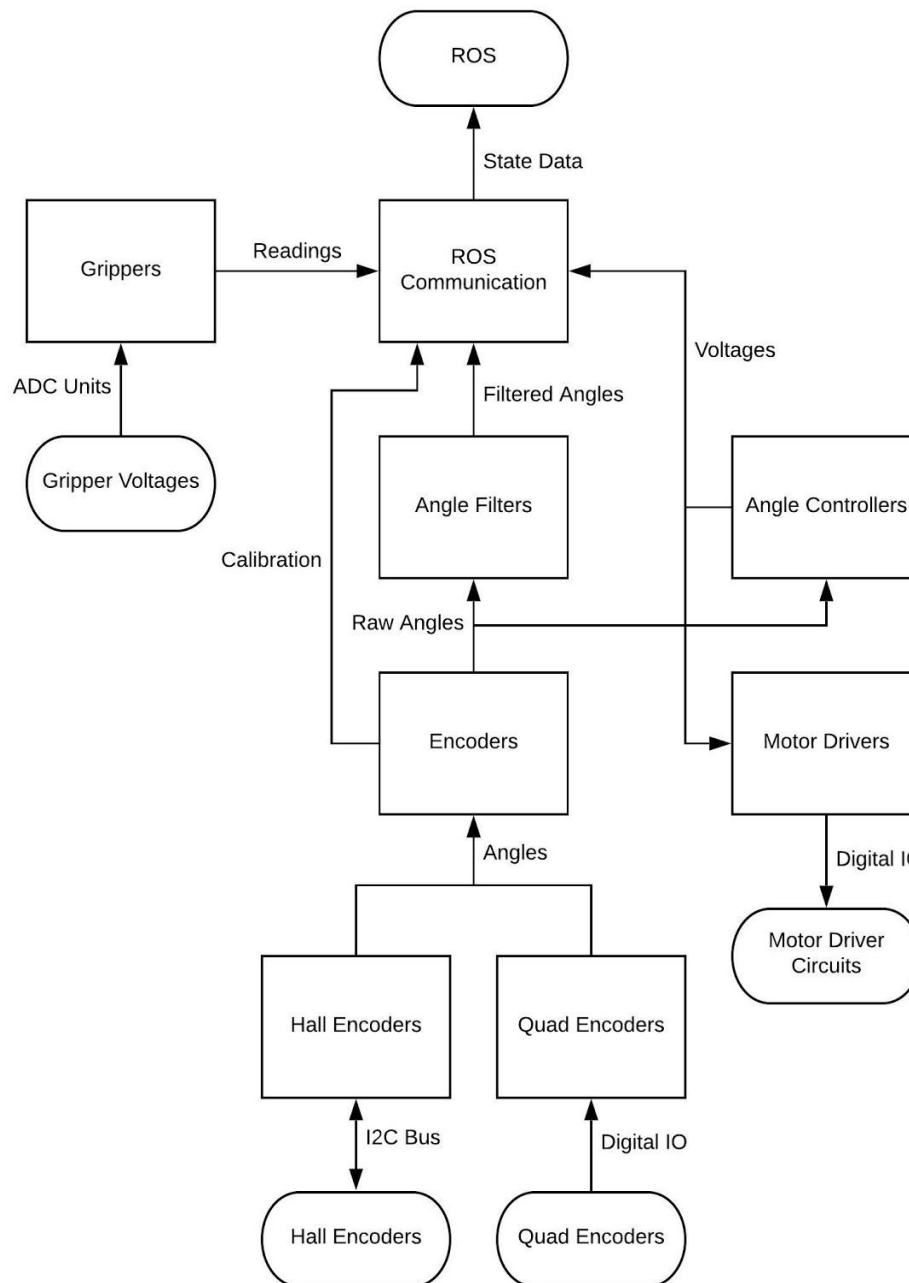 ROS
State Data
Grippers
Readings
ROS
Communication
Voltages
ADC Units
Filtered Angles
Gripper Voltages
Angle Filters
Angle Controllers
Calibration
Raw Angles
Encoders
Motor Drivers
Angles
Digital I
Motor Driver
Circuits
Hall Encoders
Quad Encoders
I2C Bus
Digital IO
Hall Encoders
Quad Encoders